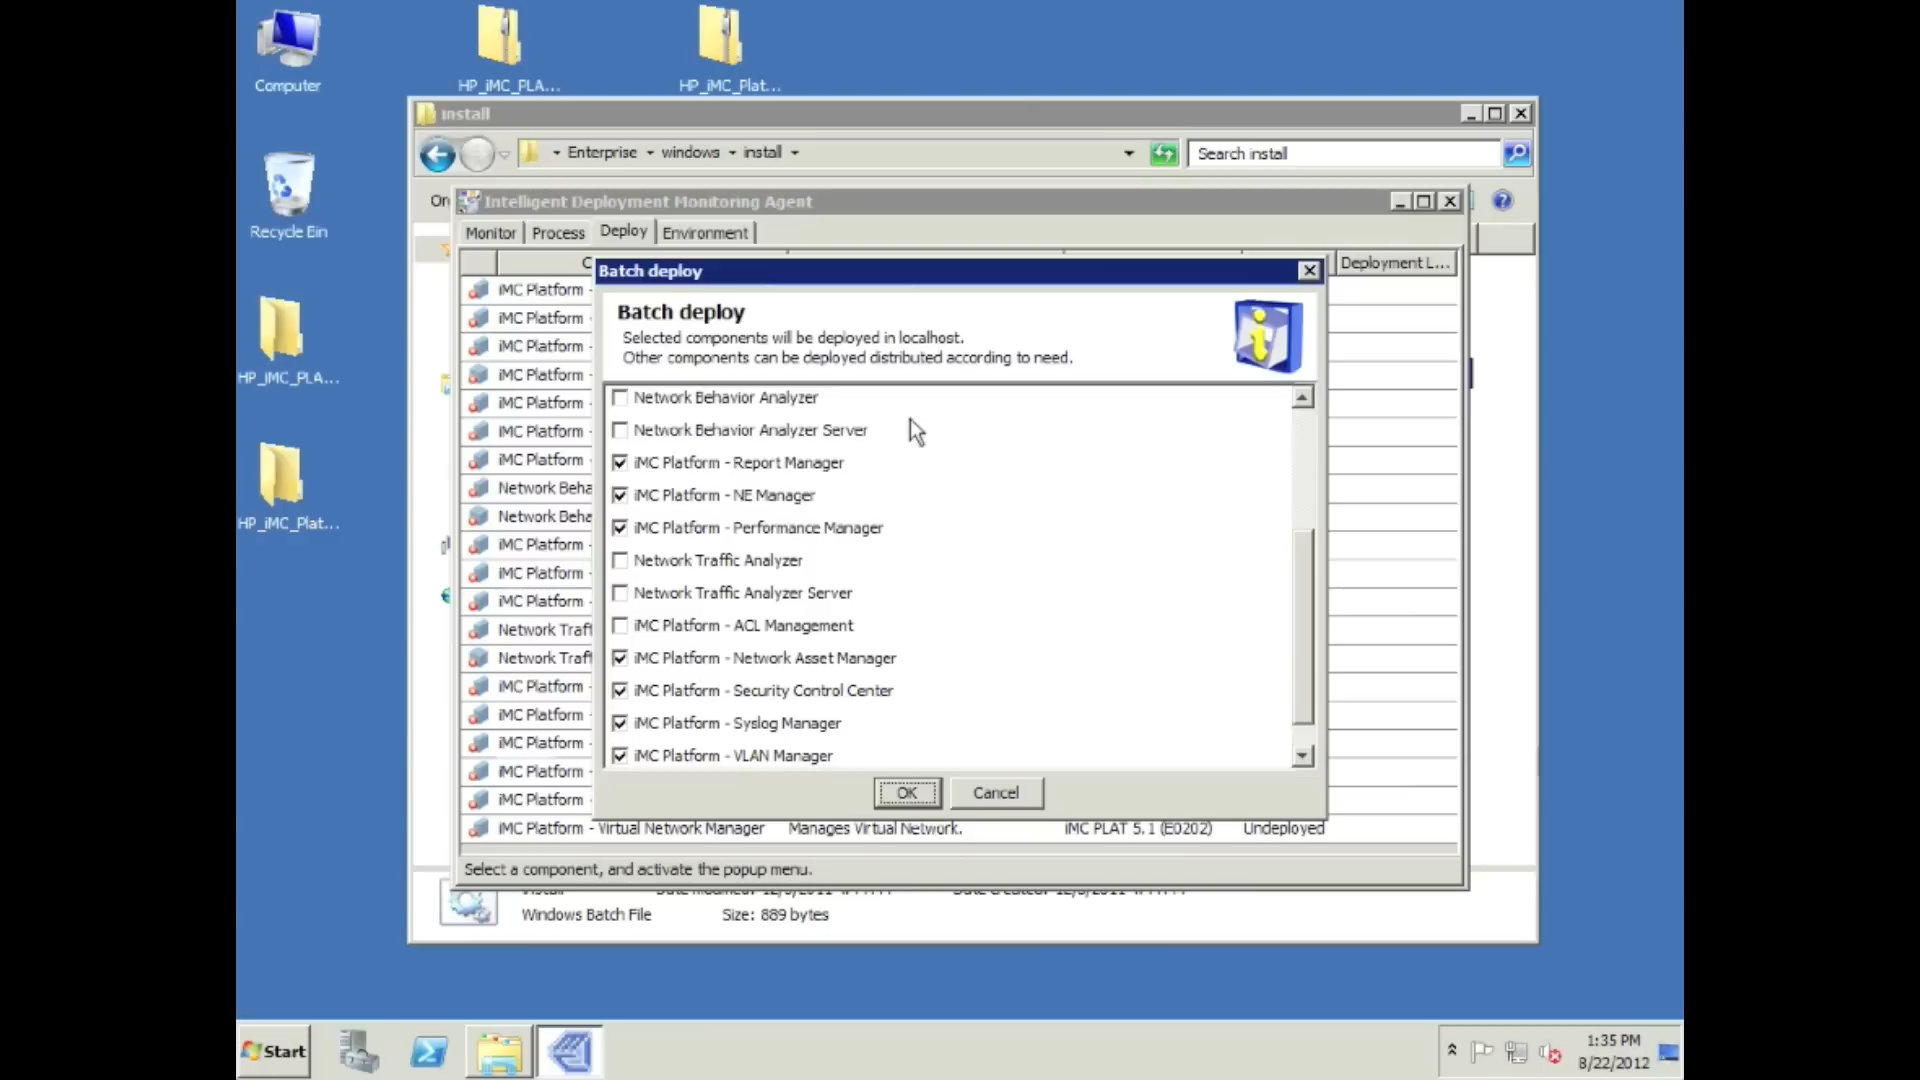 Computer
HP_iMC_PLA...
HP_iMC_Plat...
Recycle Ein
HP_iMC_PLA...
HP_iMC_Plat...
install
Enterprise windows install
Search install
Intelligent Deployment Monitoring Agent
Monitor Process Deploy Environment
Deployment L...
Batch deploy
Batch deploy
Selected components will be deployed in localhost.
Other components can be deployed distributed according to need.
iMC Platform -
iMC Platform -
iMC Platform -
iMC Platform -
iMC Platform -
iMC Platform -
iMC Platform -
Network Beha
Network Beha
iMC Platform -
iMC Platform -
iMC Platform -
Network Traff
Network Traff
iMC Platform -
iMC Platform -
iMC Platform -
iMC Platform -
iMC Platform -
Network Behavior Analyzer
Network Behavior Analyzer Server
iMC Platform - Report Manager
iMC Platform - NE Manager
iMC Platform - Performance Manager
Network Traffic Analyzer
Network Traffic Analyzer Server
iMC Platform - ACL Management
iMC Platform - Network Asset Manager
iMC Platform - Security Control Center
iMC Platform - Syslog Manager
iMC Platform - VLAN Manager
OK Cancel
iMC Platform - Virtual Network Manager Manages Virtual Network. iMC PLAT 5.1 (E0202) Undeployed
Select a component, and activate the popup menu.
Windows Batch File Size: 889 bytes
Start
1:35 PM
8/22/2012